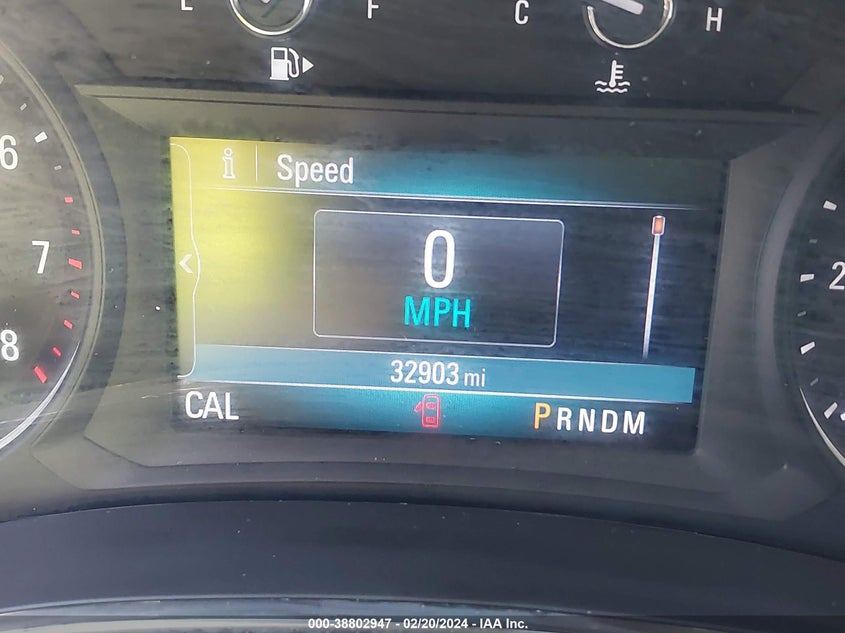 E F C H
i Speed
6
0
7
2
MPH
8
32903 mi
CAL PRNDM
000-38802947 - 02/20/2024 - IAA Inc.